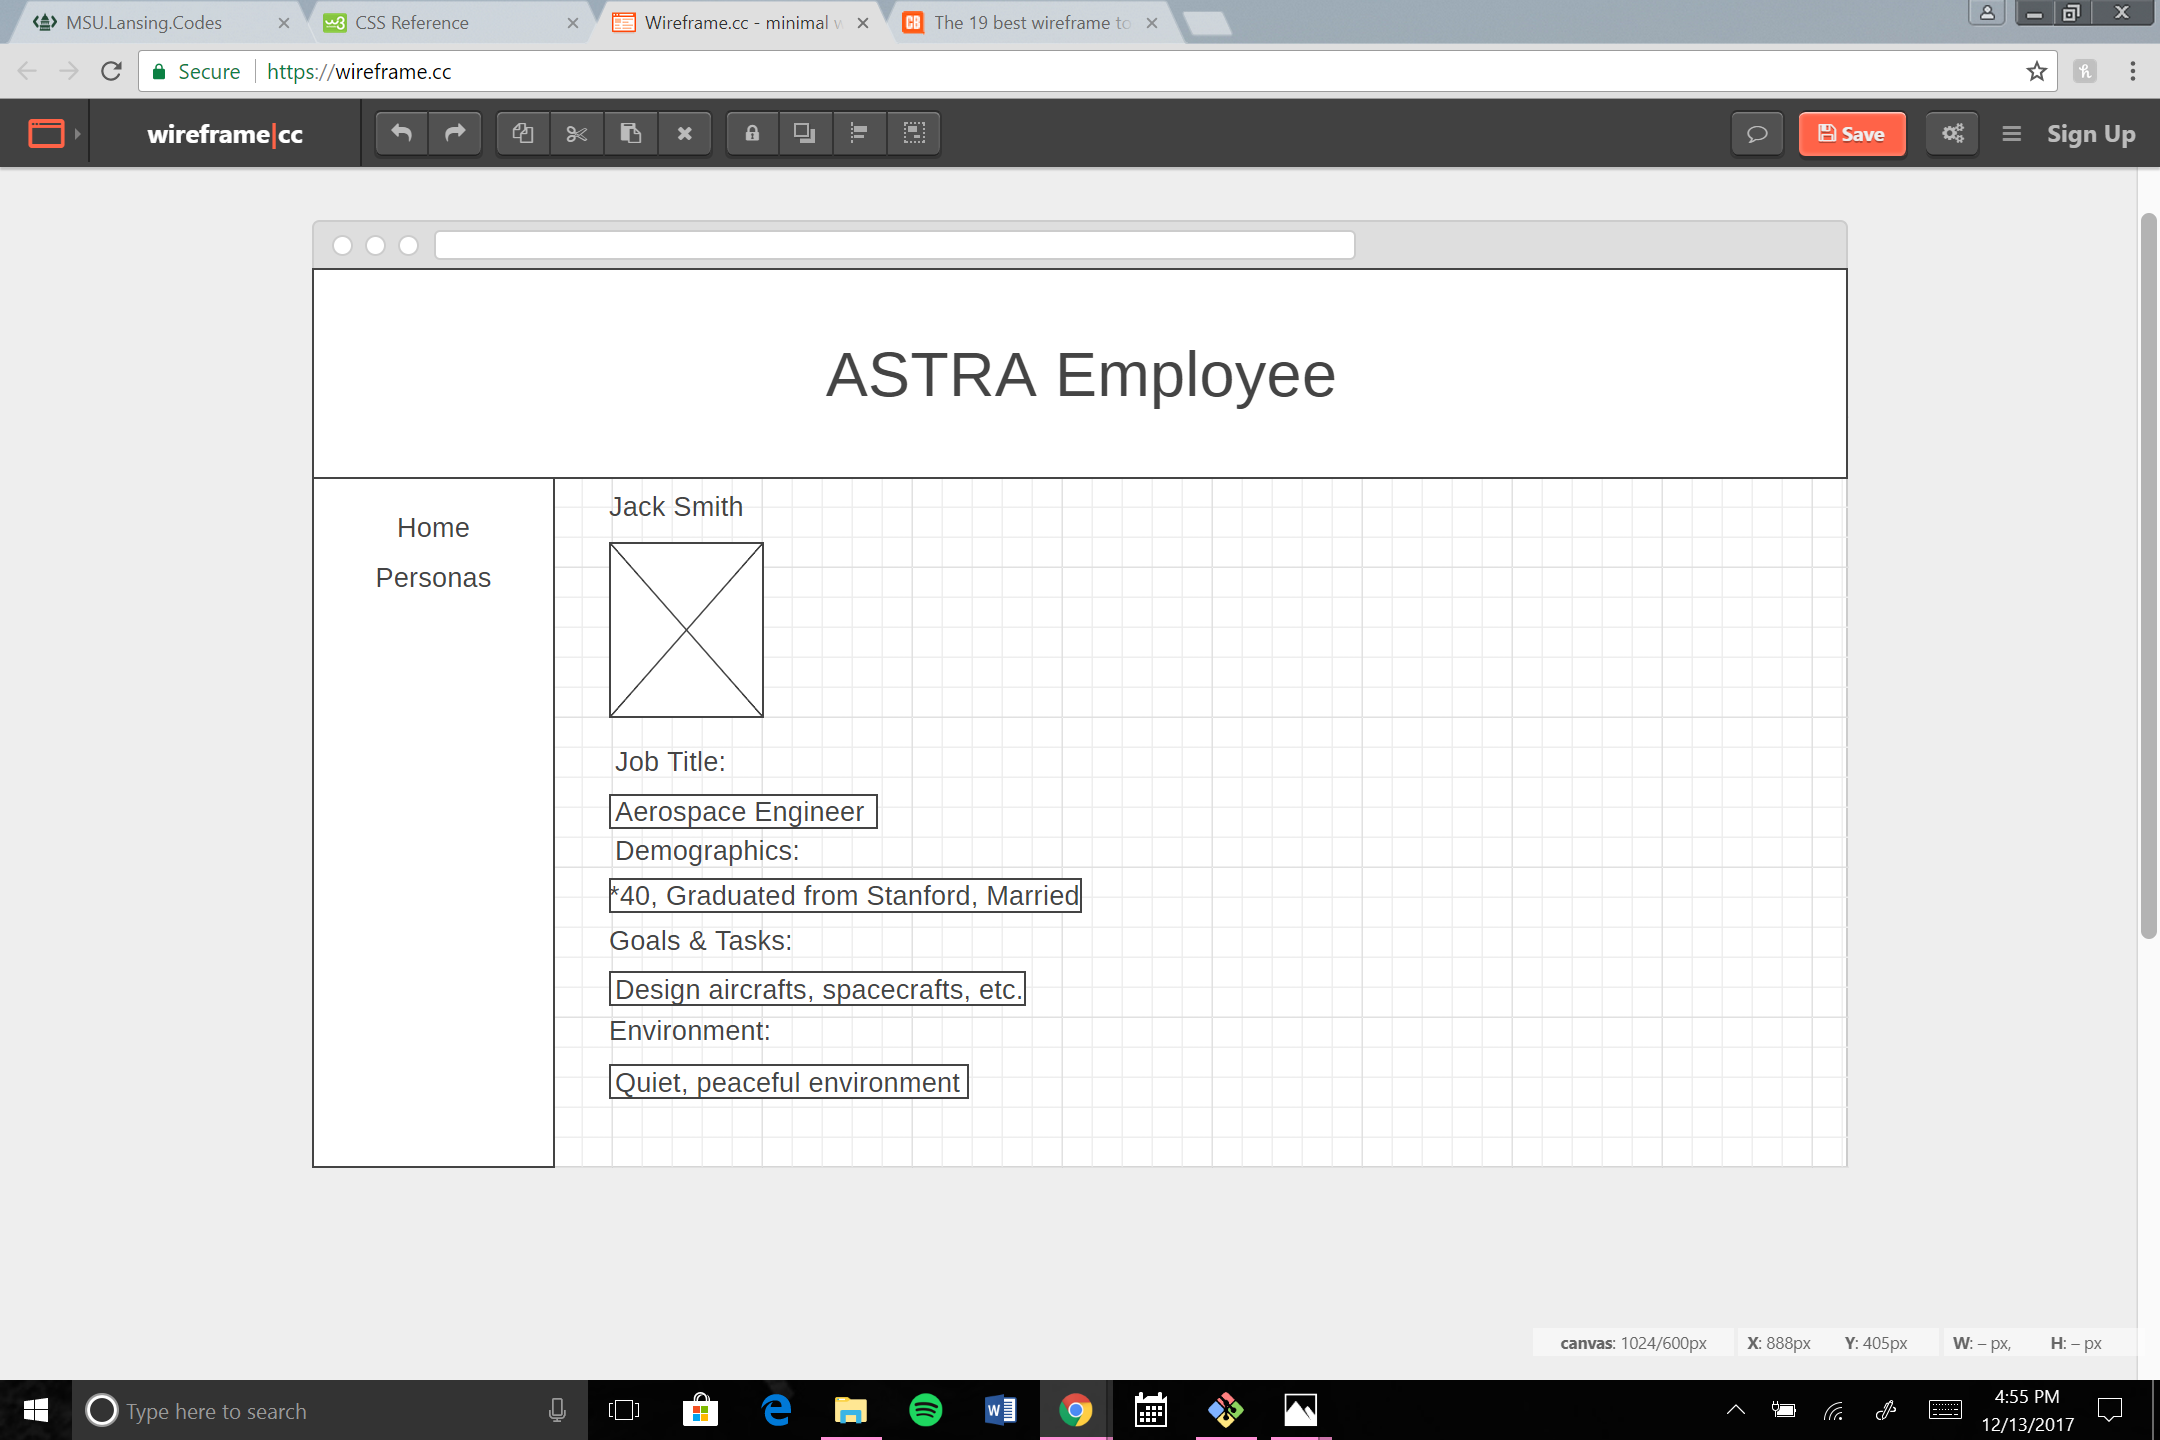 MSU.Lansing.Codes
CSS Reference
Wireframe.cc - minimal w
The 19 best wireframe to
Secure
https://wireframe.cc
wireframe|cc
Save
Sign Up
ASTRA Employee
Home
Personas
Jack Smith
Job Title:
Aerospace Engineer
Demographics:
*40, Graduated from Stanford, Married
Goals & Tasks:
Design aircrafts, spacecrafts, etc.
Environment:
Quiet, peaceful environment
canvas: 1024/600px X: 888px Y: 405px W: – px, H: – px
Type here to search
4:55 PM
12/13/2017